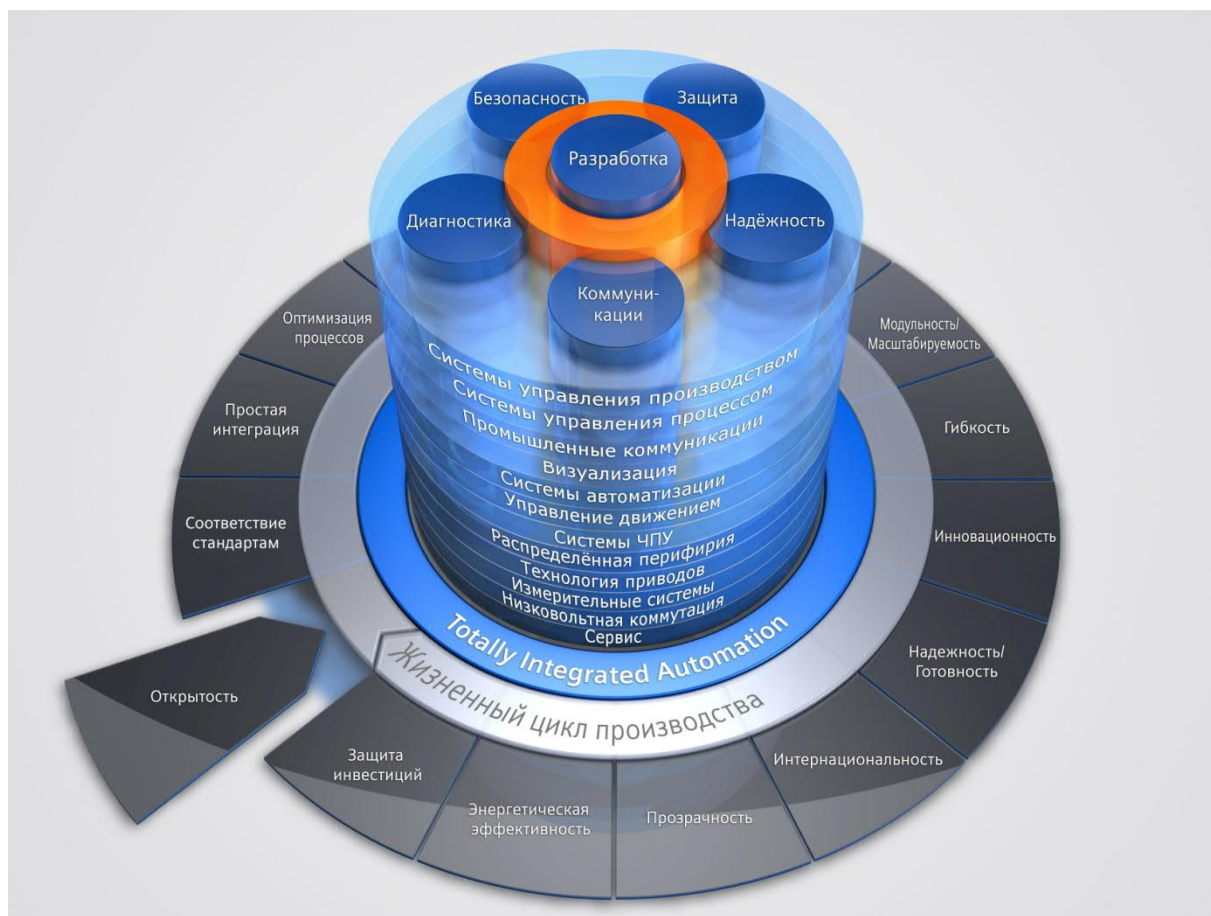 Безопасность
Защита
Разработка
Диагностика
Надёжность
Коммуни-
кации
Системы управления производством
Системы управления процессом
Промышленные коммуникации
Визуализация
Системы автоматизации
Управление движением
Системы ЧПУ
Распределённая перифирия
Технология приводов
Измерительные системы
Низковольтная коммутация
Сервис
Totally Integrated Automation
Жизненный цикл производства
Оптимизация
процессов
Простая
интеграция
Соответствие
стандартам
Открытость
Защита
инвестиций
Энергетическая
эффективность
Прозрачность
Интернациональность
Надежность/
Готовность
Инновационность
Гибкость
Модульность/
Масштабируемость